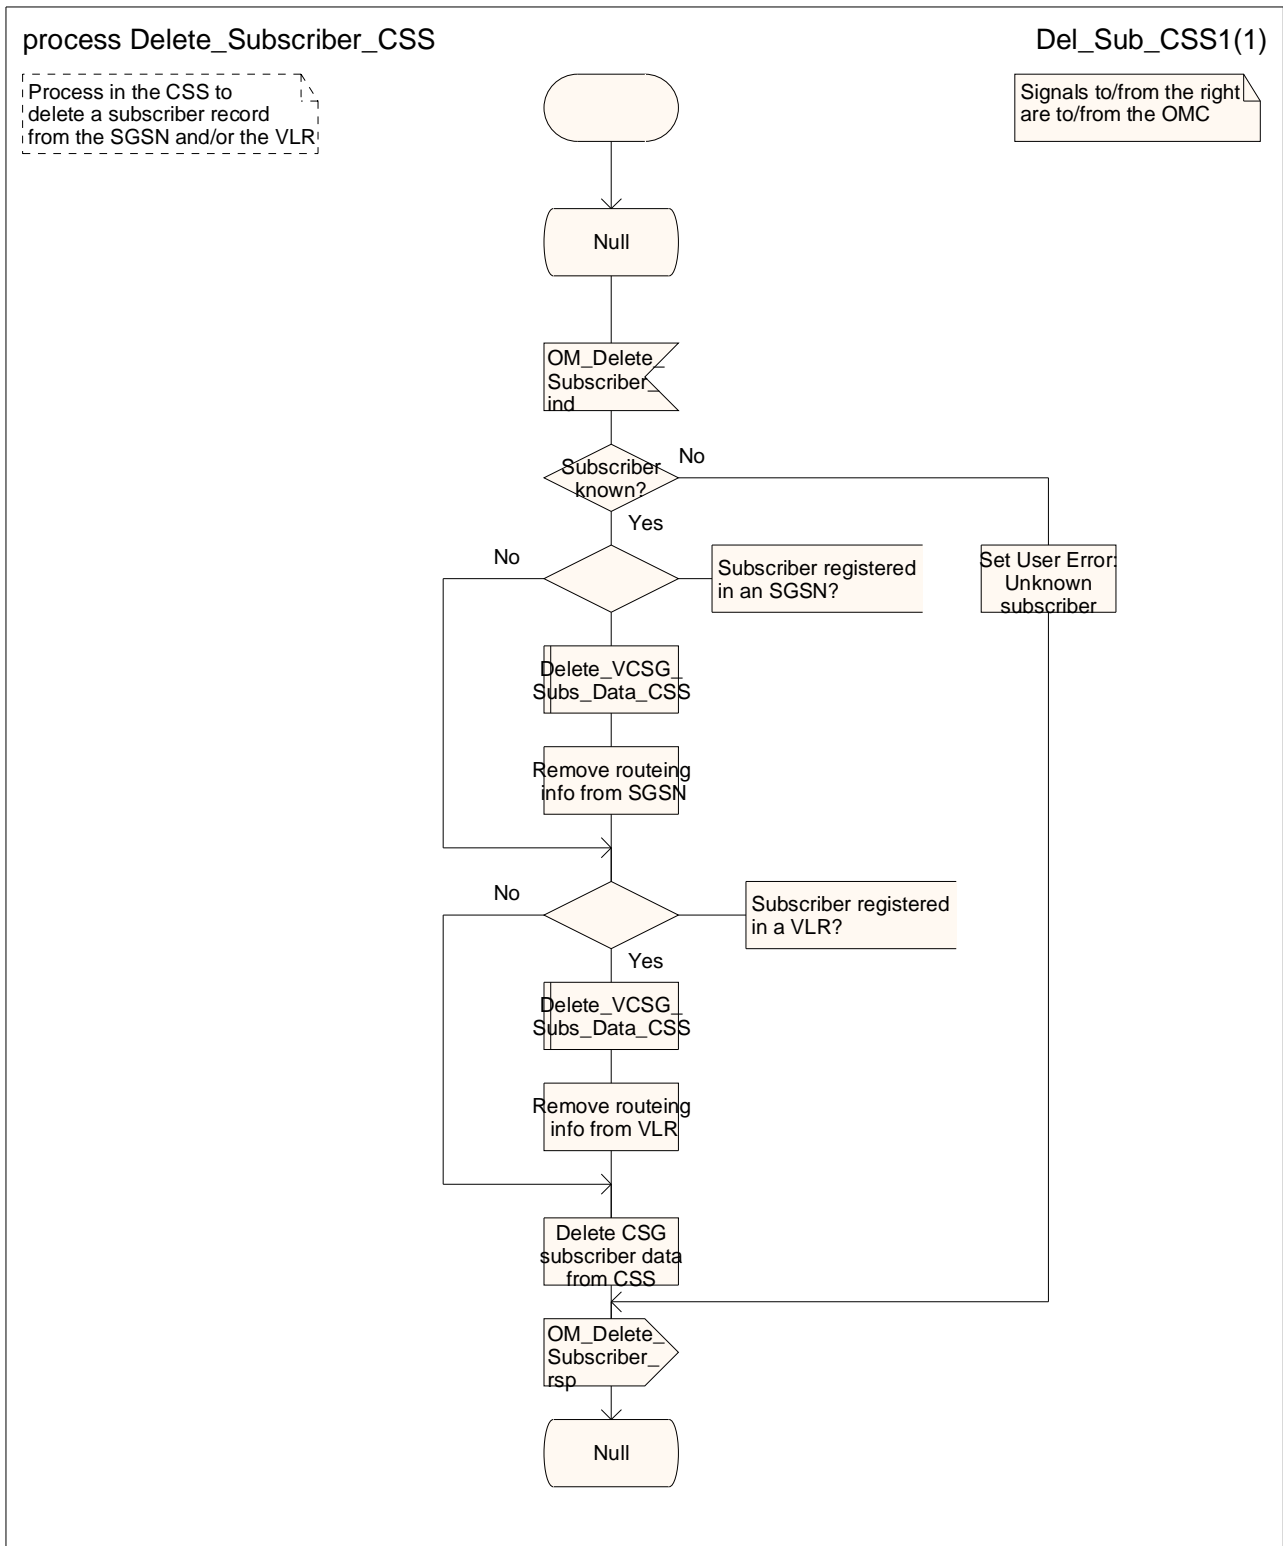 process Delete_Subscriber_CSS
Del_Sub_CSS1(1)
Process in the CSS to
delete a subscriber record
from the SGSN and/or the VLR
Signals to/from the right
are to/from the OMC
Null
OM_Delete_
Subscriber_
ind
Subscriber
known?
No
Yes
No
Subscriber registered
in an SGSN?
Set User Error:
Unknown
subscriber
Delete_VCSG_
Subs_Data_CSS
Remove routeing
info from SGSN
No
Subscriber registered
in a VLR?
Yes
Delete_VCSG_
Subs_Data_CSS
Remove routeing
info from VLR
Delete CSG
subscriber data
from CSS
OM_Delete_
Subscriber_
rsp
Null